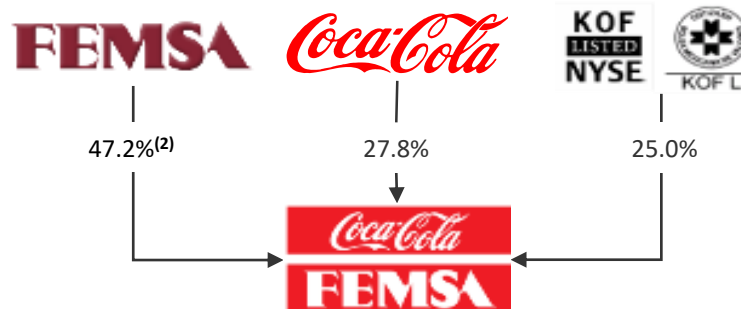 FEMSA
Coca-Cola
KOF
LISTED
NYSE
KOF L
47.2%(2)
27.8%
25.0%
Coca-Cola
FEMSA